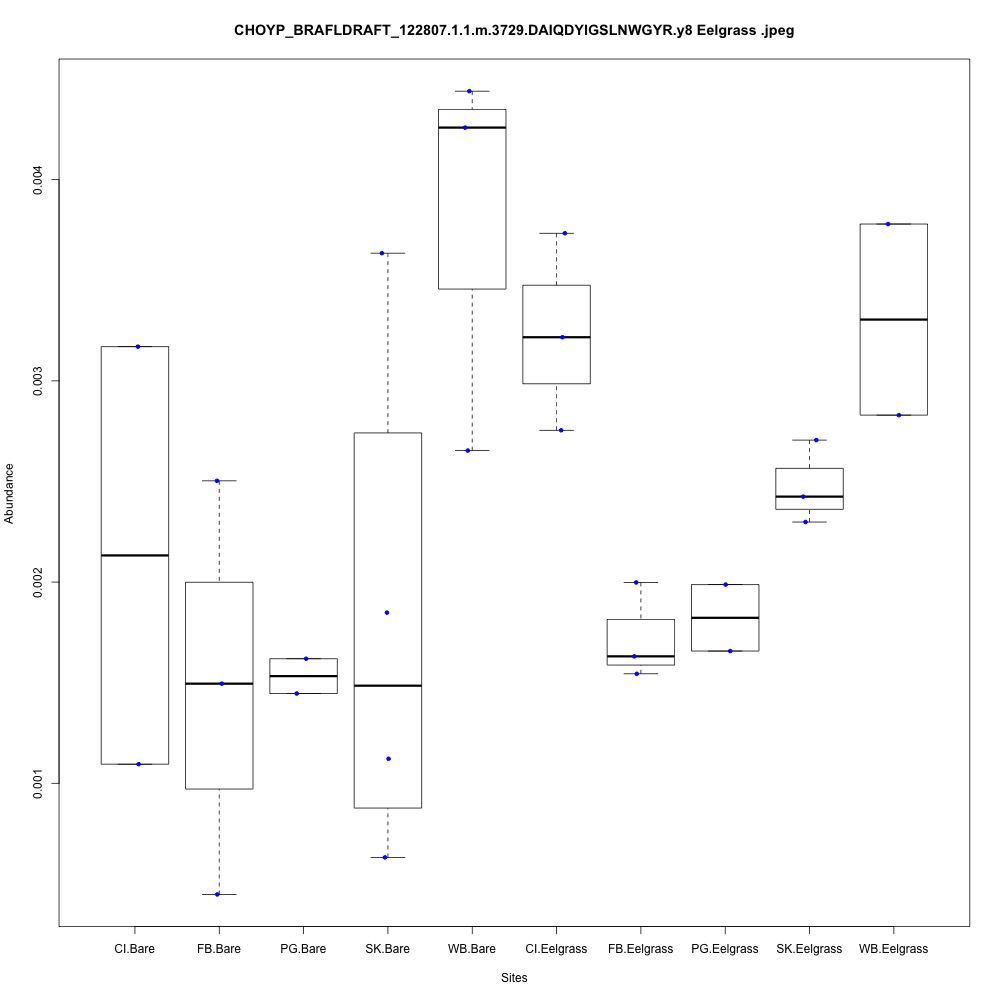 CHOYP_BRAFLDRAFT_122807.1.1.m.3729.DAIQDYIGSLNWGYR.y8 Eelgrass .jpeg
0.004
0.003
0.002
0.001
Abundance
CI.Bare FB.Bare PG.Bare SK.Bare WB.Bare CI.Eelgrass FB.Eelgrass PG.Eelgrass SK.Eelgrass WB.Eelgrass
Sites